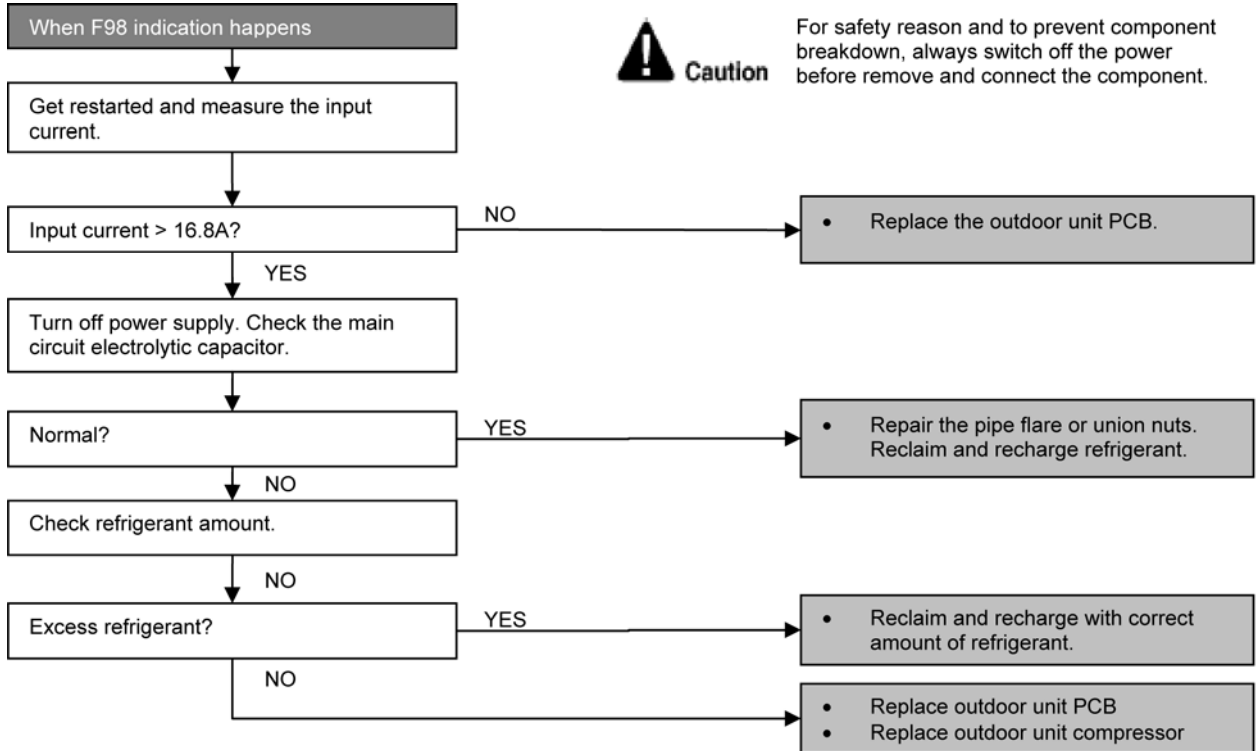 When F98 indication happens
Caution
For safety reason and to prevent component
breakdown, always switch off the power
before remove and connect the component.
Get restarted and measure the input
current.
Input current > 16.8A?
NO
• Replace the outdoor unit PCB.
YES
Turn off power supply. Check the main
circuit electrolytic capacitor.
Normal?
YES
• Repair the pipe flare or union nuts.
Reclaim and recharge refrigerant.
NO
Check refrigerant amount.
NO
Excess refrigerant?
YES
• Reclaim and recharge with correct
amount of refrigerant.
NO
• Replace outdoor unit PCB
• Replace outdoor unit compressor